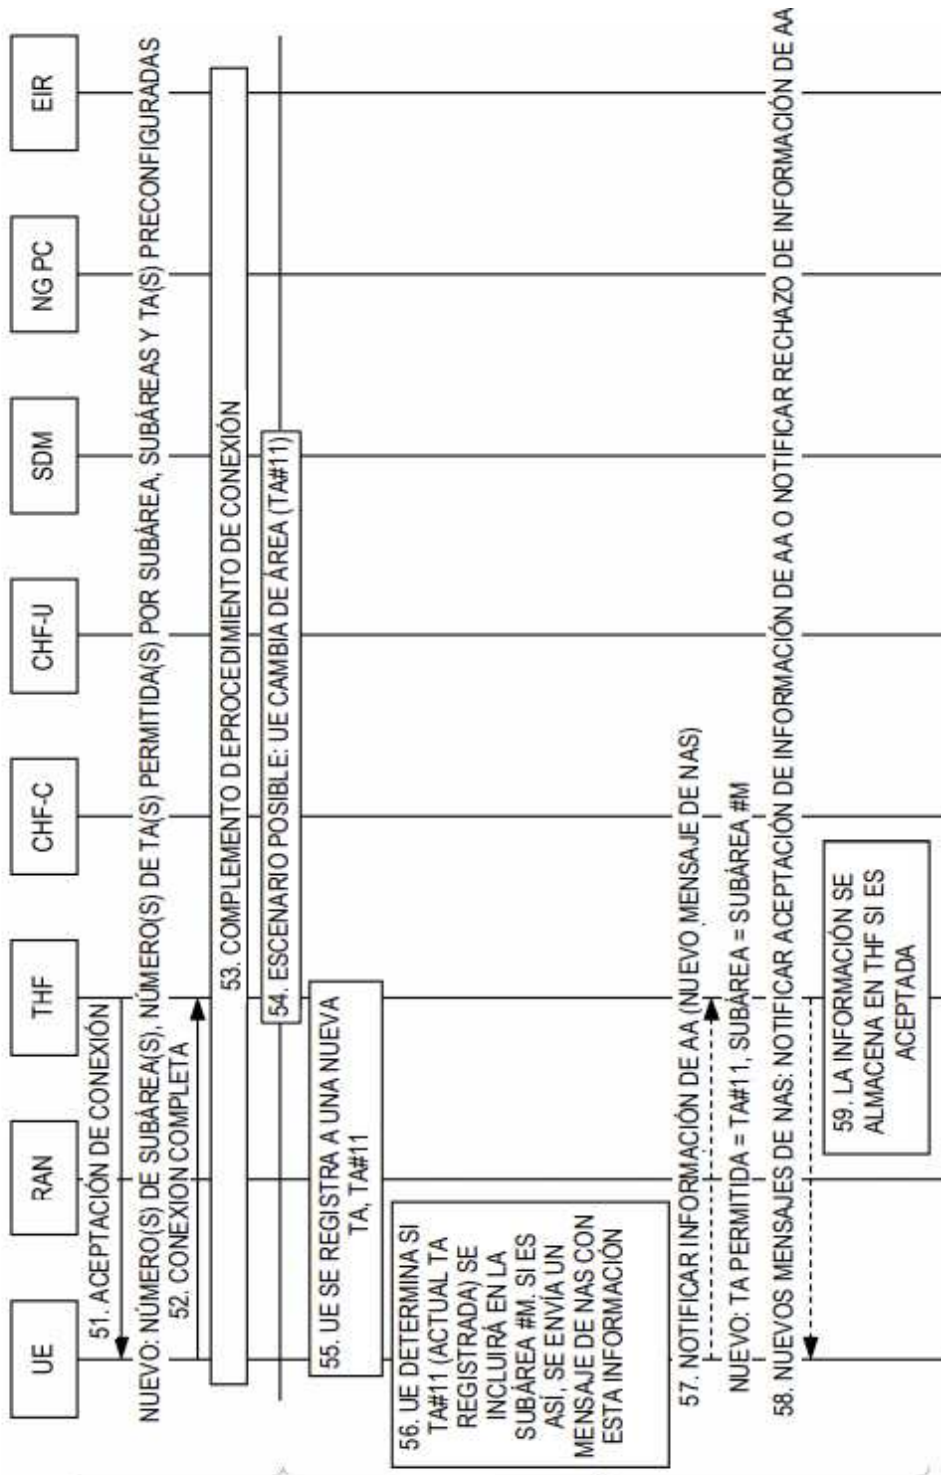 UE
RAN
THF
CHF-C
CHF-U
SDM
NG PC
EIR
51. ACEPTACIÓN DE CONEXIÓN
NUEVO: NÚMERO(S) DE SUBÁREA(S), NÚMERO(S) DE TA(S) PERMITIDA(S) POR SUBÁREA, SUBÁREAS Y TA(S) PRECONFIGURADAS
52. CONEXION COMPLETA
53. COMPLEMENTO DEPROCEDIMIENTO DE CONEXIÓN
54. ESCENARIO POSIBLE: UE CAMBIA DE ÁREA (TA#11)
55. UE SE REGISTRA A UNA NUEVA
TA, TA#11
56. UE DETERMINA SI
TA#11 (ACTUAL TA
REGISTRADA) SE
INCLUIRÁ EN LA
SUBÁREA #M. SI ES
ASÍ, SE ENVÍA UN
MENSAJE DE NAS CON
ESTA INFORMACIÓN
57. NOTIFICAR INFORMACIÓN DE AA (NUEVO MENSAJE DE NAS)
NUEVO: TA PERMITIDA = TA#11, SUBÁREA = SUBÁREA #M
58. NUEVOS MENSAJES DE NAS: NOTIFICAR ACEPTACIÓN DE INFORMACIÓN DE AA O NOTIFICAR RECHAZO DE INFORMACIÓN DE AA
59. LA INFORMACIÓN SE
ALMACENA EN THF SI ES
ACEPTADA